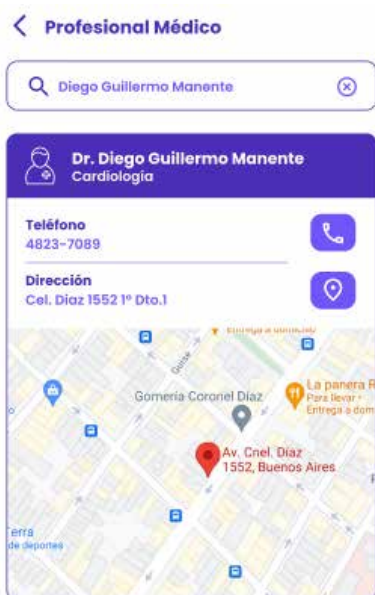 Profesional Médico
Diego Guillermo Manente
Dr. Diego Guillermo Manente
Cardiología
Teléfono
4823-7089
Dirección
Cel. Diaz 1552 1º Dto.1
Entrega a domicilio
Guise
Gomería Coronel Díaz
La panera R
Para llevar ·
Entrega a dom
Av. Cnel. Díaz
1552, Buenos Aires
erra
de deportes